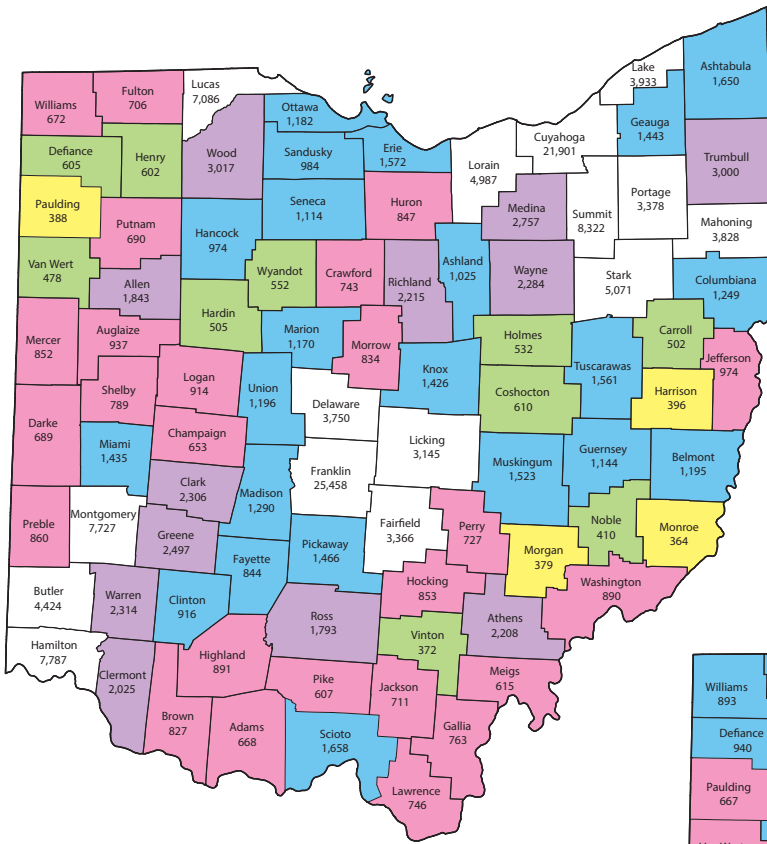 Lake
3,933
Ashtabula
1,650
Lucas
7,086
Fulton
706
Williams
672
Ottawa
1,182
Geauga
1,443
Cuyahoga
21,901
Defiance
605
Henry
602
Wood
3,017
Sandusky
984
Erie
1,572
Lorain
4,987
Trumbull
3,000
Portage
3,378
Paulding
388
Putnam
690
Hancock
974
Seneca
1,114
Huron
847
Medina
2,757
Summit
8,322
Mahoning
3,828
Van Wert
478
Allen
1,843
Wyandot
552
Crawford
743
Richland
2,215
Ashland
1,025
Wayne
2,284
Stark
5,071
Columbiana
1,249
Mercer
852
Auglaize
937
Hardin
505
Marion
1,170
Morrow
834
Holmes
532
Carroll
502
Jefferson
974
Knox
1,426
Tuscarawas
1,561
Shelby
789
Logan
914
Union
1,196
Delaware
3,750
Coshocton
610
Harrison
396
Darke
689
Miami
1,435
Champaign
653
Licking
3,145
Muskingum
1,523
Guernsey
1,144
Belmont
1,195
Clark
2,306
Madison
1,290
Franklin
25,458
Preble
860
Montgomery
7,727
Greene
2,497
Fairfield
3,366
Perry
727
Noble
410
Monroe
364
Fayette
844
Pickaway
1,466
Morgan
379
Butler
4,424
Warren
2,314
Clinton
916
Hocking
853
Washington
890
Ross
1,793
Athens
2,208
Vinton
372
Hamilton
7,787
Clermont
2,025
Highland
891
Pike
607
Jackson
711
Meigs
615
Brown
827
Adams
668
Scioto
1,658
Gallia
763
Lawrence
746
Williams
893
Defiance
940
Paulding
667